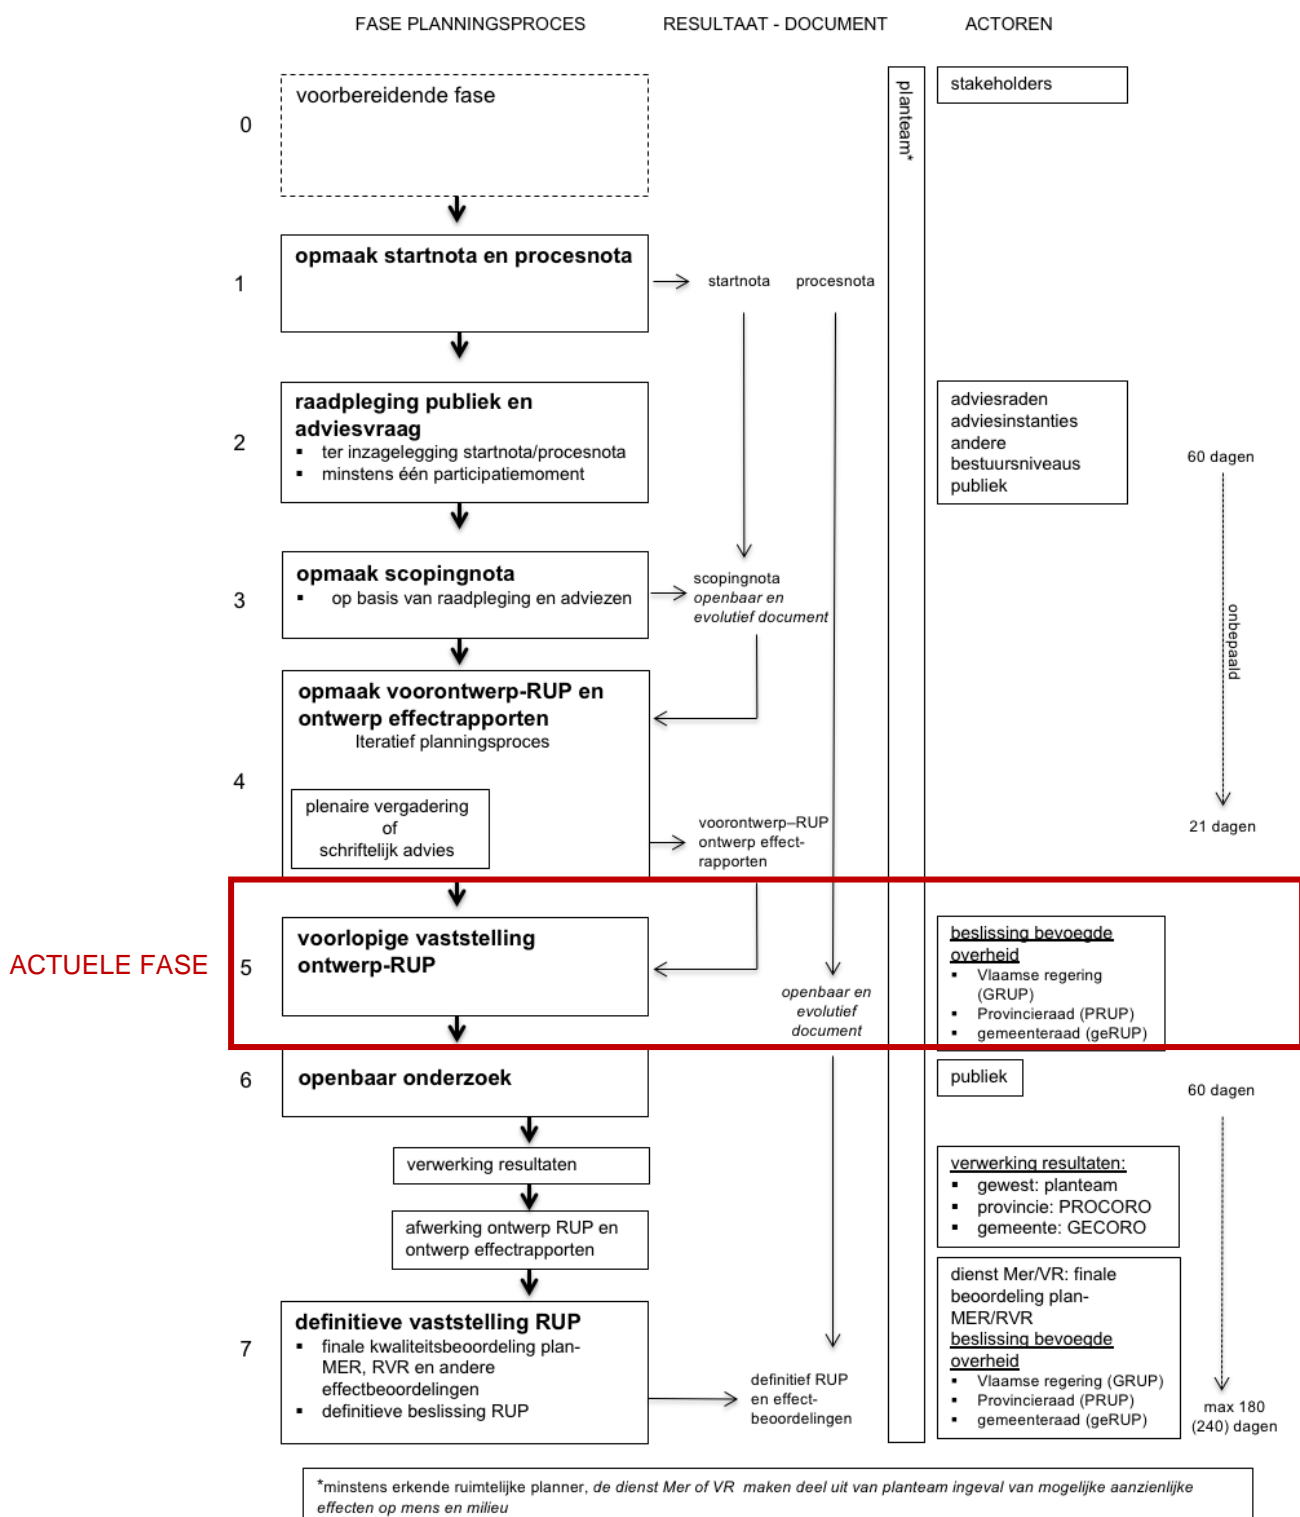 FASE PLANNINGSPROCES
RESULTAAT - DOCUMENT
ACTOREN
0
voorbereidende fase
planteam*
stakeholders
1
opmaak startnota en procesnota
startnota
procesnota
2
raadpleging publiek en
adviesvraag
▪ ter inzagelegging startnota/procesnota
▪ minstens één participatiemoment
adviesraden
adviesinstanties
andere
bestuursniveaus
publiek
60 dagen
3
opmaak scopingnota
▪ op basis van raadpleging en adviezen
scopingnota
openbaar en
evolutief document
onbepaald
4
opmaak voorontwerp-RUP en
ontwerp effectrapporten
Iteratief planningsproces
plenaire vergadering
of
schriftelijk advies
voorontwerp–RUP
ontwerp effect-
rapporten
21 dagen
ACTUELE FASE
5
voorlopige vaststelling
ontwerp-RUP
openbaar en
evolutief
document
beslissing bevoegde
overheid
▪ Vlaamse regering
(GRUP)
▪ Provincieraad (PRUP)
▪ gemeenteraad (geRUP)
6
openbaar onderzoek
publiek
60 dagen
verwerking resultaten
verwerking resultaten:
▪ gewest: planteam
▪ provincie: PROCORO
▪ gemeente: GECORO
afwerking ontwerp RUP en
ontwerp effectrapporten
7
definitieve vaststelling RUP
▪ finale kwaliteitsbeoordeling plan-
MER, RVR en andere
effectbeoordelingen
▪ definitieve beslissing RUP
definitief RUP
en effect-
beoordelingen
dienst Mer/VR: finale
beoordeling plan-
MER/RVR
beslissing bevoegde
overheid
▪ Vlaamse regering (GRUP)
▪ Provincieraad (PRUP)
▪ gemeenteraad (geRUP)
max 180
(240) dagen
*minstens erkende ruimtelijke planner, de dienst Mer of VR maken deel uit van planteam ingeval van mogelijke aanzienlijke
effecten op mens en milieu